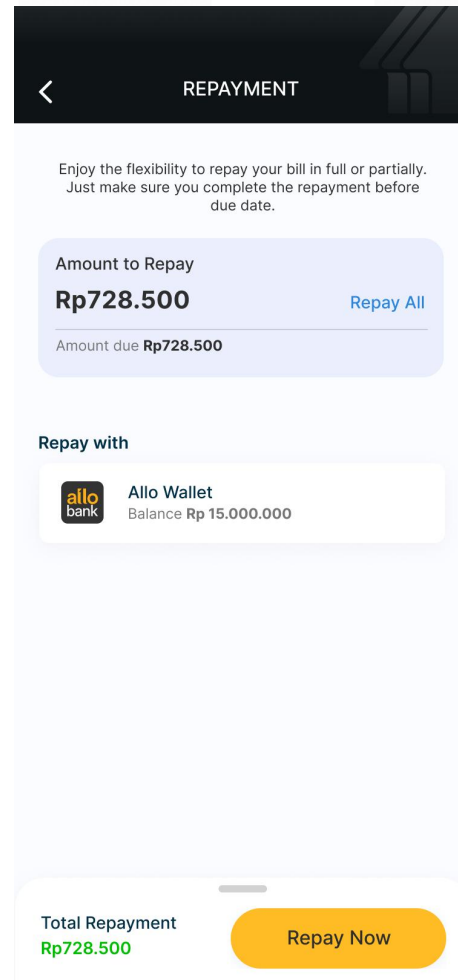 REPAYMENT
Enjoy the flexibility to repay your bill in full or partially.
Just make sure you complete the repayment before
due date.
Amount to Repay
Rp728.500
Repay All
Amount due Rp728.500
Repay with
allo
bank
Allo Wallet
Balance Rp 15.000.000
Total Repayment
Rp728.500
Repay Now